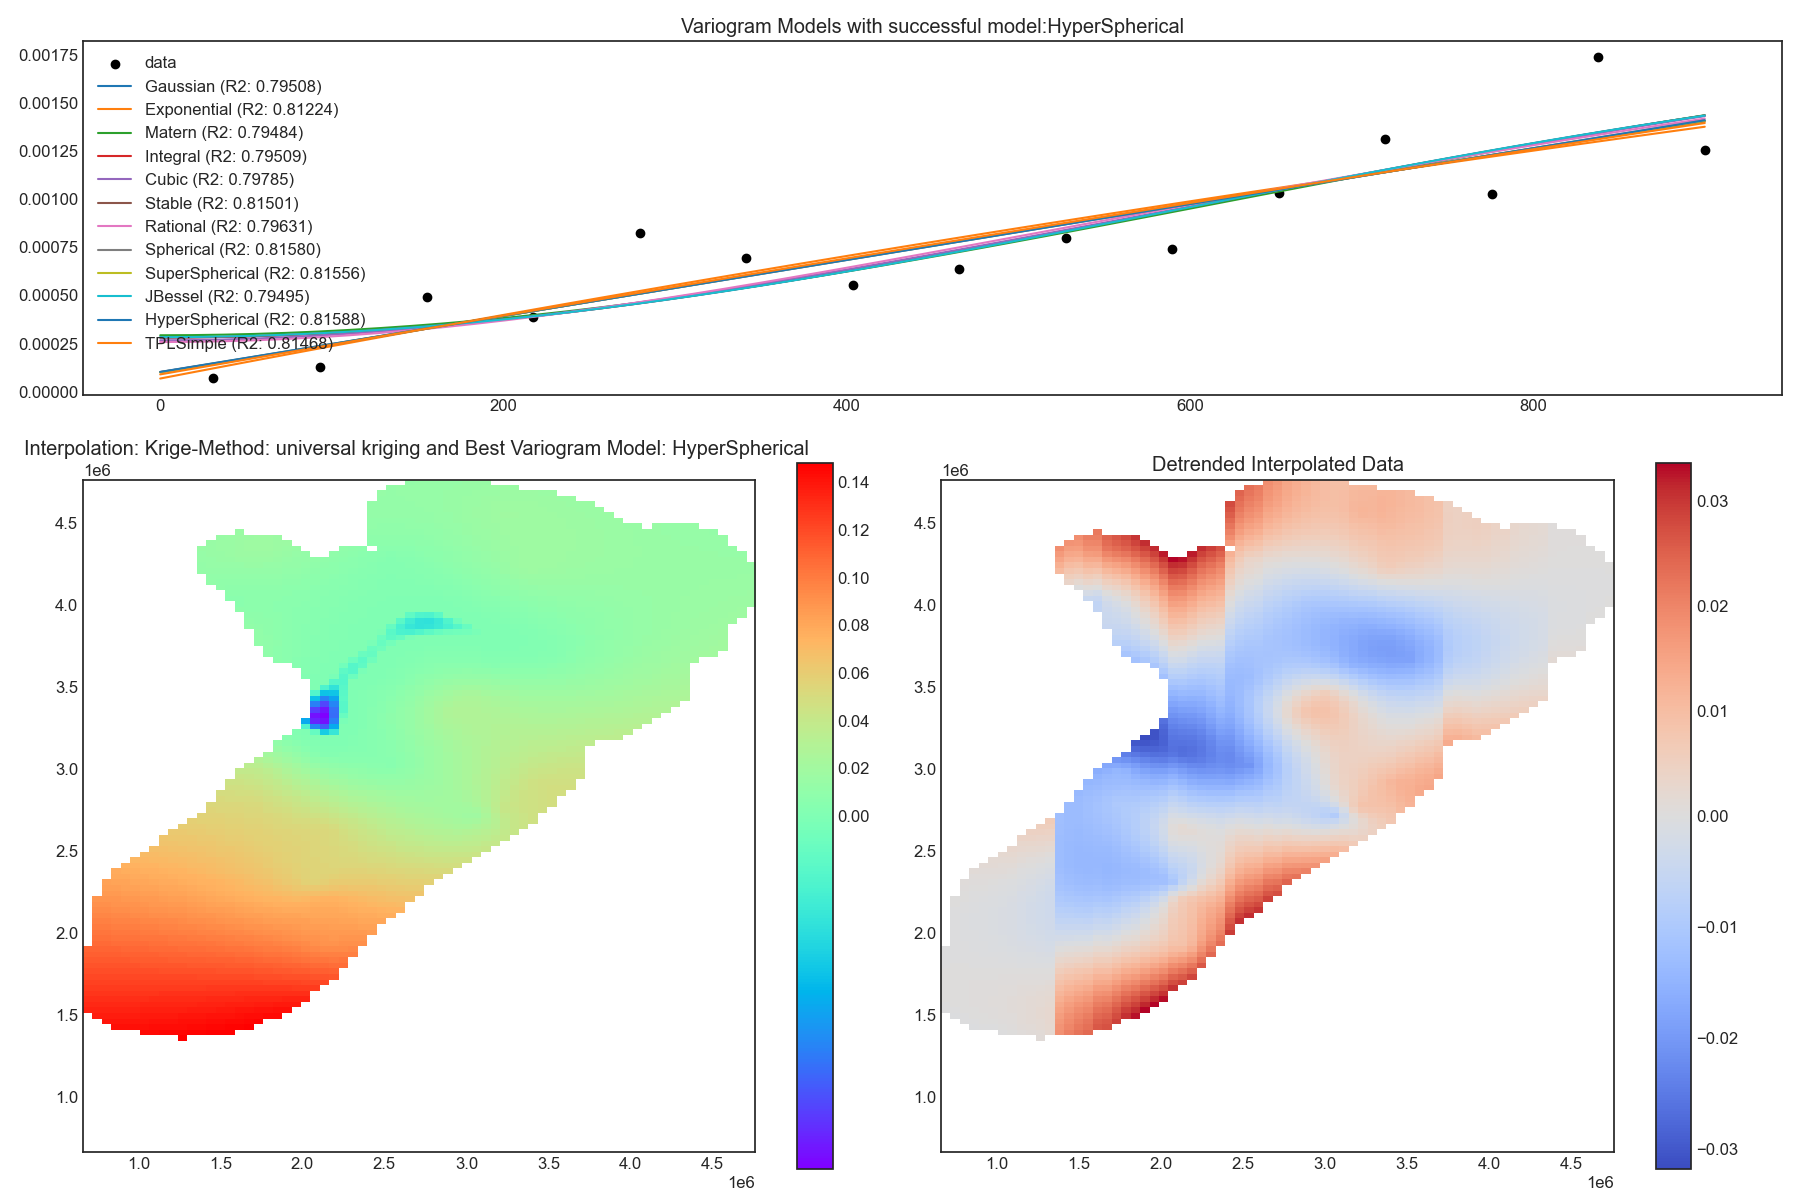 Variogram Models with successful model:HyperSpherical
0.00175
0.00150
0.00125
0.00100
0.00075
0.00050
0.00025
0.00000
data
Gaussian (R2: 0.79508)
Exponential (R2: 0.81224)
Matern (R2: 0.79484)
Integral (R2: 0.79509)
Cubic (R2: 0.79785)
Stable (R2: 0.81501)
Rational (R2: 0.79631)
Spherical (R2: 0.81580)
SuperSpherical (R2: 0.81556)
JBessel (R2: 0.79495)
HyperSpherical (R2: 0.81588)
TPLSimple (R2: 0.81468)
0 200 400 600 800
Interpolation: Krige-Method: universal kriging and Best Variogram Model: HyperSpherical
1e6
4.5
4.0
3.5
3.0
2.5
2.0
1.5
1.0
1.0 1.5 2.0 2.5 3.0 3.5 4.0 4.5
1e6
0.14
0.12
0.10
0.08
0.06
0.04
0.02
0.00
Detrended Interpolated Data
1e6
4.5
4.0
3.5
3.0
2.5
2.0
1.5
1.0
1.0 1.5 2.0 2.5 3.0 3.5 4.0 4.5
1e6
0.03
0.02
0.01
0.00
−0.01
−0.02
−0.03